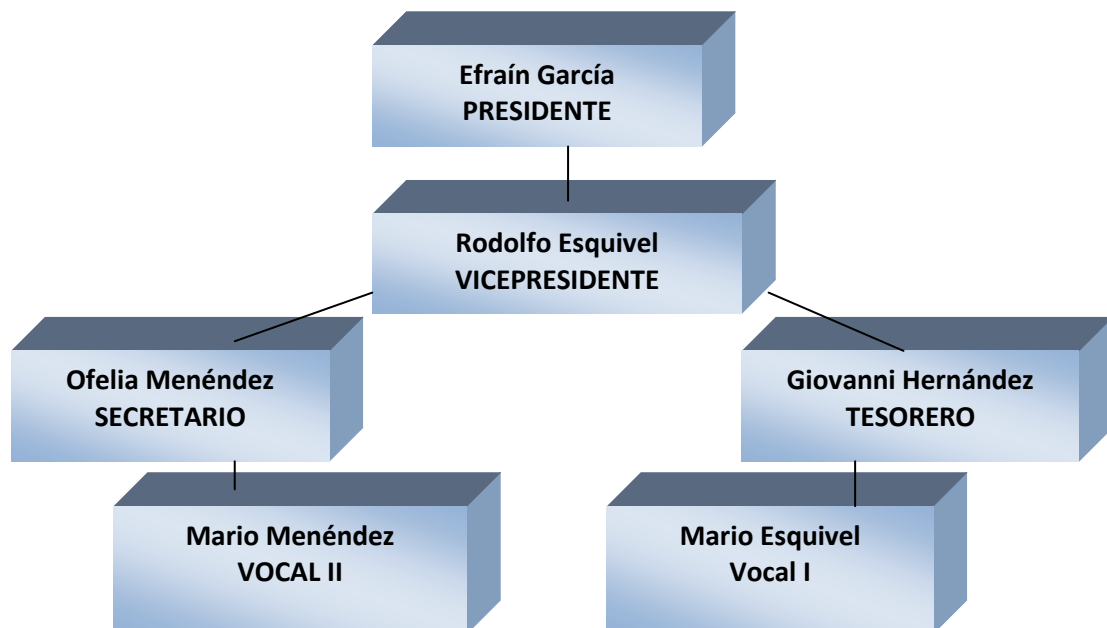 Efraín García
PRESIDENTE
Rodolfo Esquivel
VICEPRESIDENTE
Ofelia Menéndez
SECRETARIO
Giovanni Hernández
TESORERO
Mario Menéndez
VOCAL II
Mario Esquivel
Vocal I